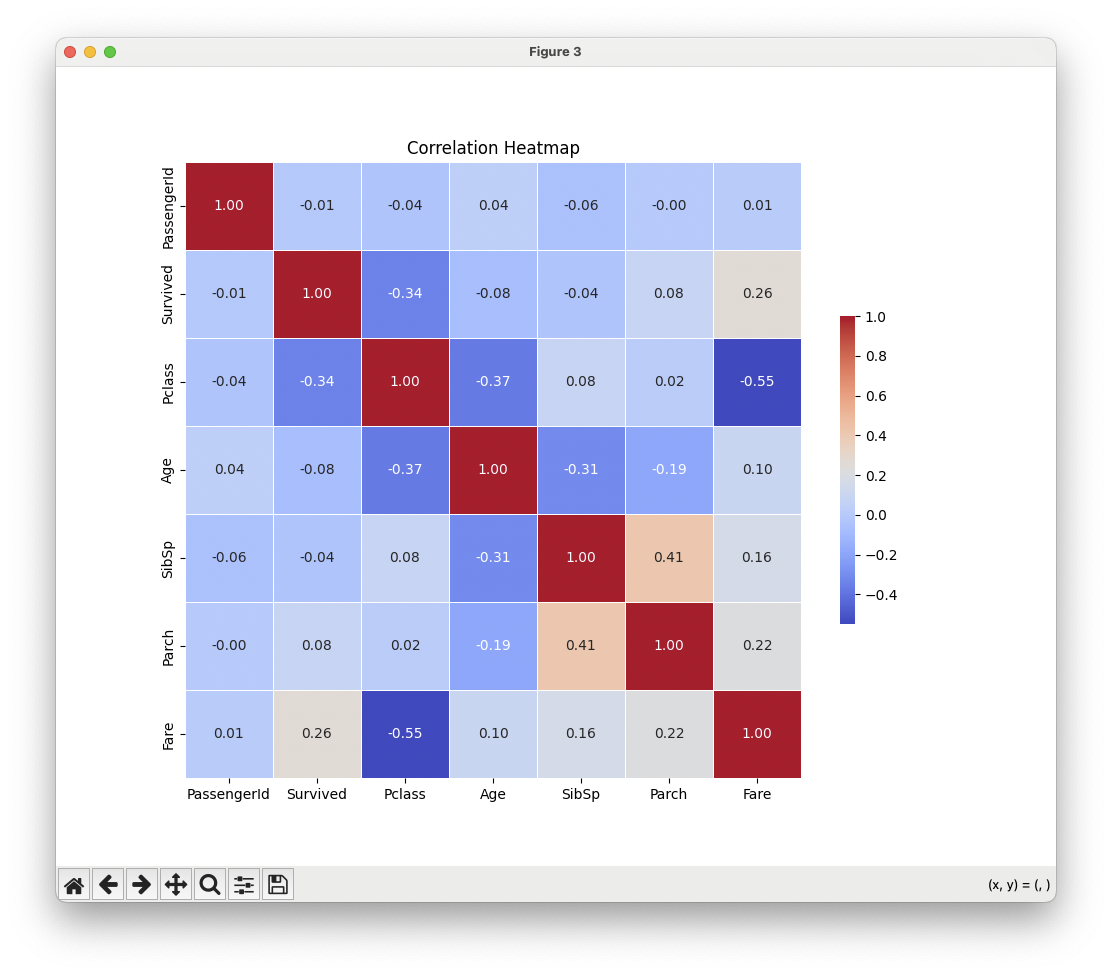 Figure 3
Correlation Heatmap
PassengerId 1.00 -0.01 -0.04 0.04 -0.06 -0.00 0.01
Survived -0.01 1.00 -0.34 -0.08 -0.04 0.08 0.26
Pclass -0.04 -0.34 1.00 -0.37 0.08 0.02 -0.55
Age 0.04 -0.08 -0.37 1.00 -0.31 -0.19 0.10
SibSp -0.06 -0.04 0.08 -0.31 1.00 0.41 0.16
Parch -0.00 0.08 0.02 -0.19 0.41 1.00 0.22
Fare 0.01 0.26 -0.55 0.10 0.16 0.22 1.00
PassengerId Survived Pclass Age SibSp Parch Fare
1.0
0.8
0.6
0.4
0.2
0.0
−0.2
−0.4
(x, y) = (, )